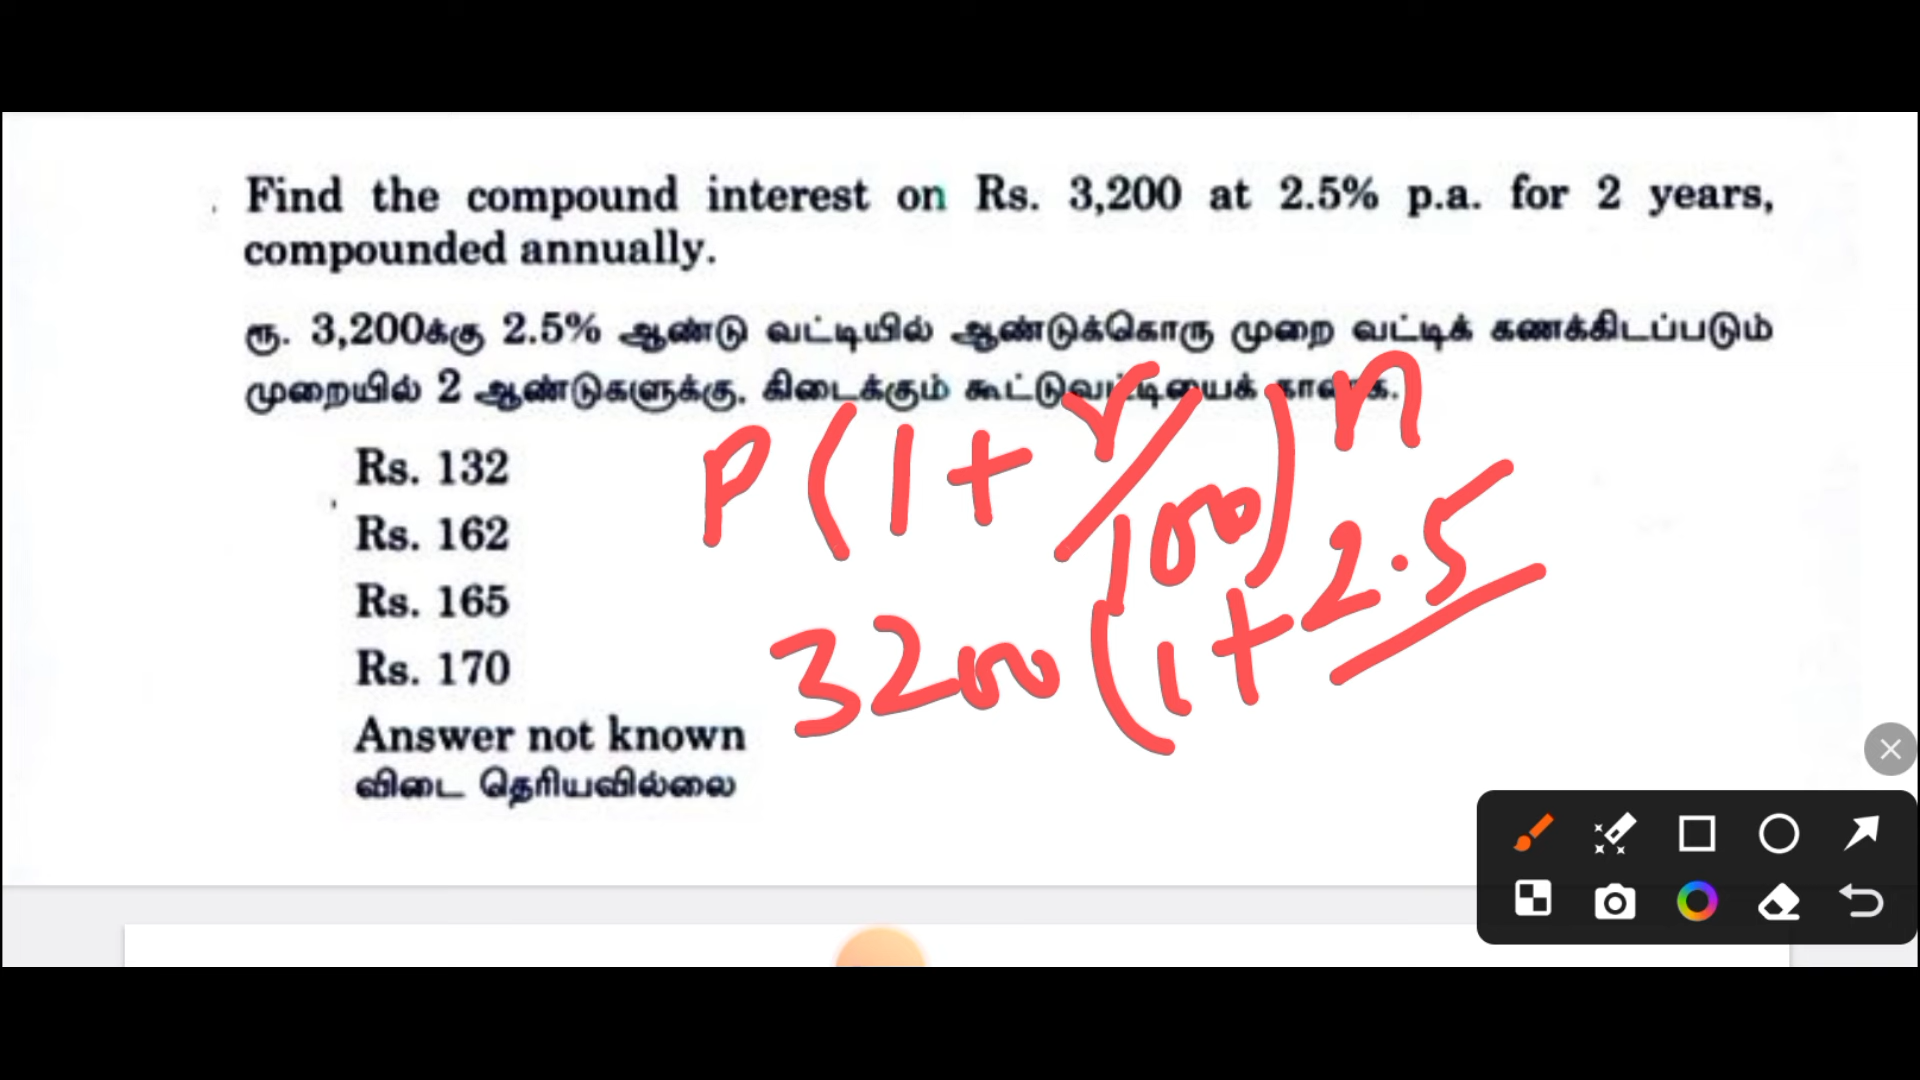 Find the compound interest on Rs. 3,200 at 2.5% p.a. for 2 years,
compounded annually.
ரூ. 3,200க்கு 2.5% ஆண்டு வட்டியில் ஆண்டுக்கொரு முறை வட்டிக் கணக்கிடப்படும்
முறையில் 2 ஆண்டுகளுக்கு. கிடைக்கும் கூட்டுவட்டியைக் காண்க.
Rs. 132
Rs. 162
Rs. 165
Rs. 170
Answer not known
விடை தெரியவில்லை
P(1+r/100)n
3200(1+2.5